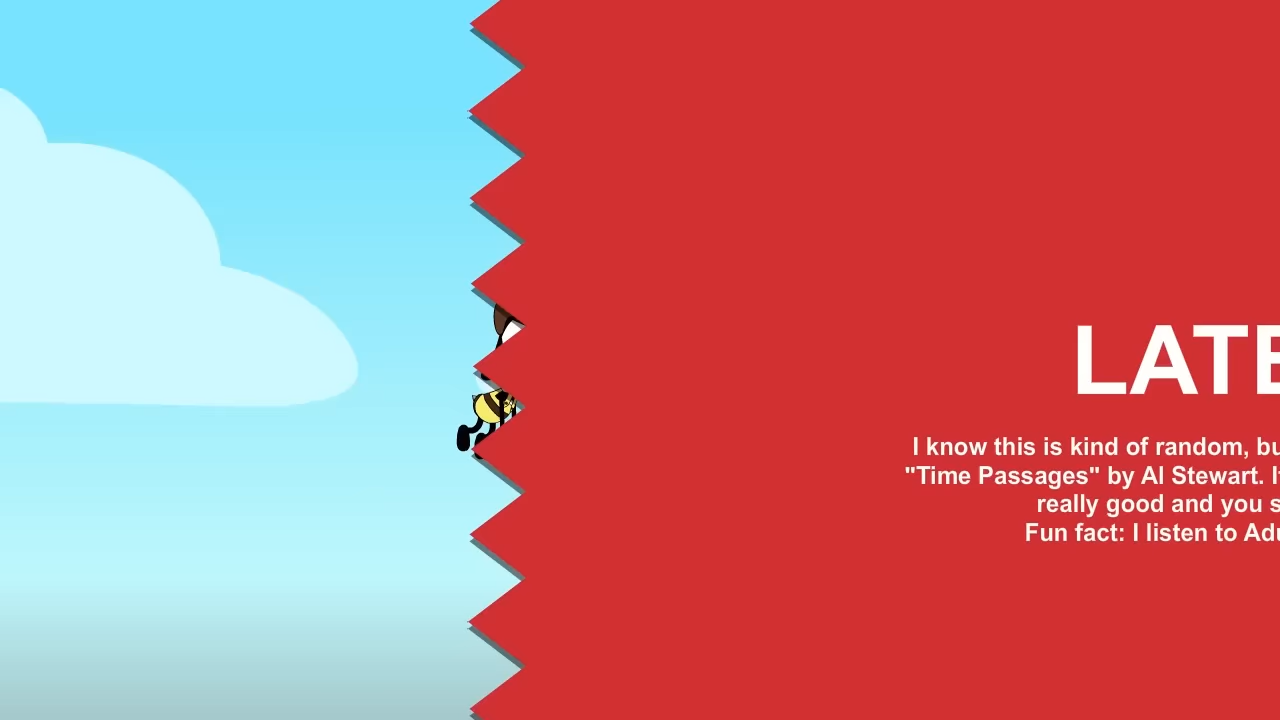 LATE
I know this is kind of random, bu
"Time Passages" by Al Stewart. I
really good and you s
Fun fact: I listen to Adu